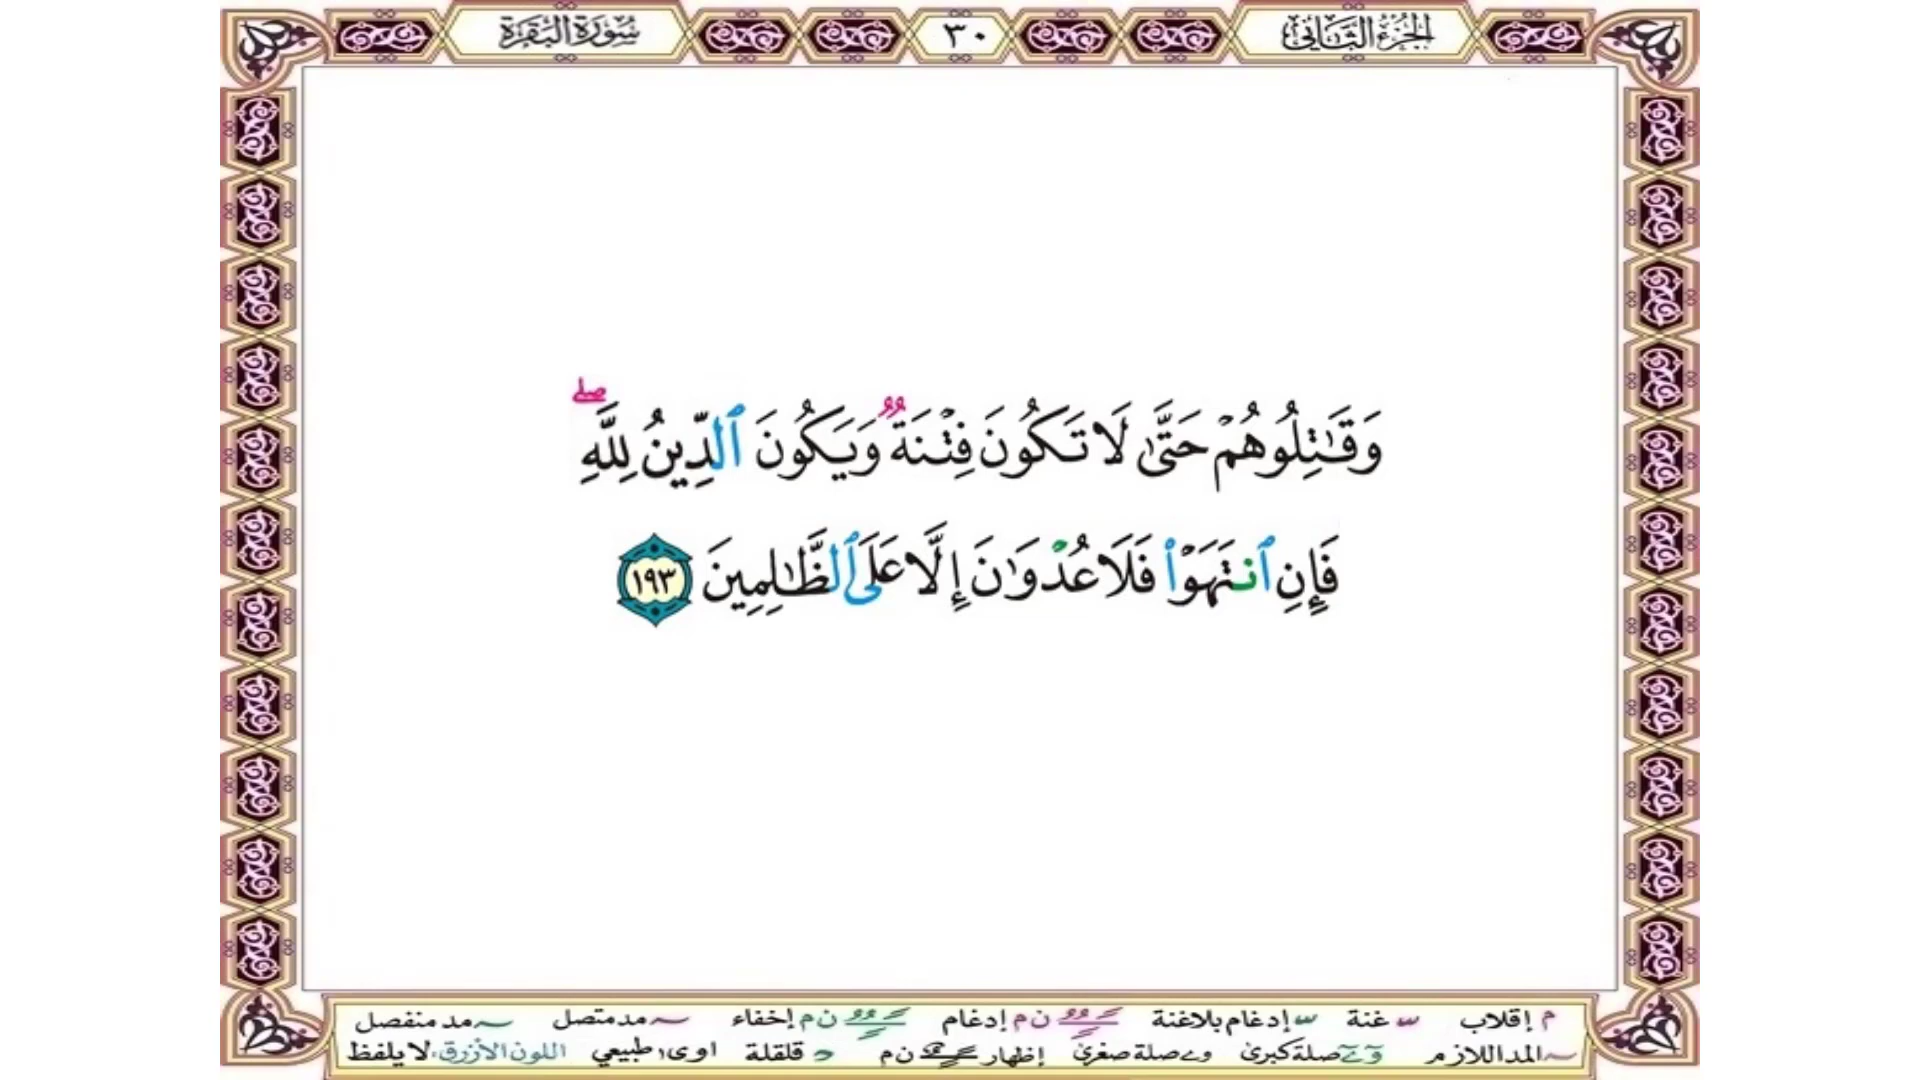 الجزء الثاني
٣٠
سورة البقرة
وَقَٰتِلُوهُمْ حَتَّىٰ لَا تَكُونَ فِتْنَةٌ وَيَكُونَ ٱلدِّينُ لِلَّهِ ۖ
فَإِنِ ٱنتَهَوْا۟ فَلَا عُدْوَٰنَ إِلَّا عَلَى ٱلظَّٰلِمِينَ ١٩٣
م إقلاب غنة إدغام بلاغنة ن م إدغام ن م إخفاء مد متصل مد منفصل
المد اللازم صلة كبرى و ے صلة صغرى إظهار ن م قلقلة ا و ى طبيعي اللون الأزرق: لا يلفظ